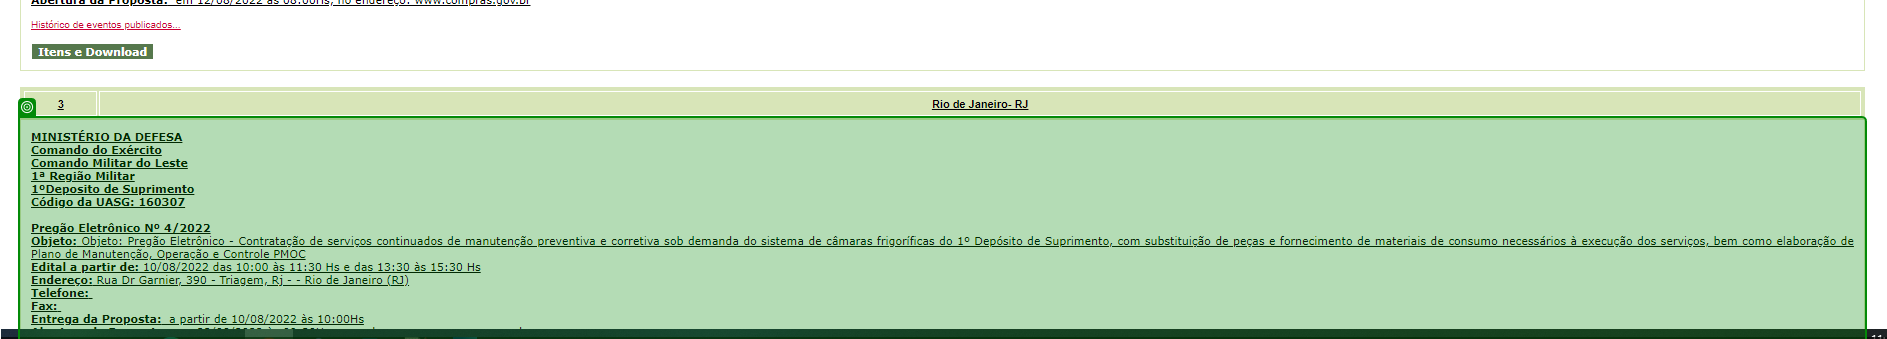 Abertura da Proposta: em 12/08/2022 às 08:00Hs, no endereço: www.compras.gov.br
Histórico de eventos publicados...
Itens e Download
3
Rio de Janeiro- RJ
MINISTÉRIO DA DEFESA
Comando do Exército
Comando Militar do Leste
1ª Região Militar
1ºDeposito de Suprimento
Código da UASG: 160307
Pregão Eletrônico Nº 4/2022
Objeto: Objeto: Pregão Eletrônico - Contratação de serviços continuados de manutenção preventiva e corretiva sob demanda do sistema de câmaras frigoríficas do 1º Depósito de Suprimento, com substituição de peças e fornecimento de materiais de consumo necessários à execução dos serviços, bem como elaboração de
Plano de Manutenção, Operação e Controle PMOC
Edital a partir de: 10/08/2022 das 10:00 às 11:30 Hs e das 13:30 às 15:30 Hs
Endereço: Rua Dr Garnier, 390 - Triagem, Rj - - Rio de Janeiro (RJ)
Telefone:
Fax:
Entrega da Proposta: a partir de 10/08/2022 às 10:00Hs